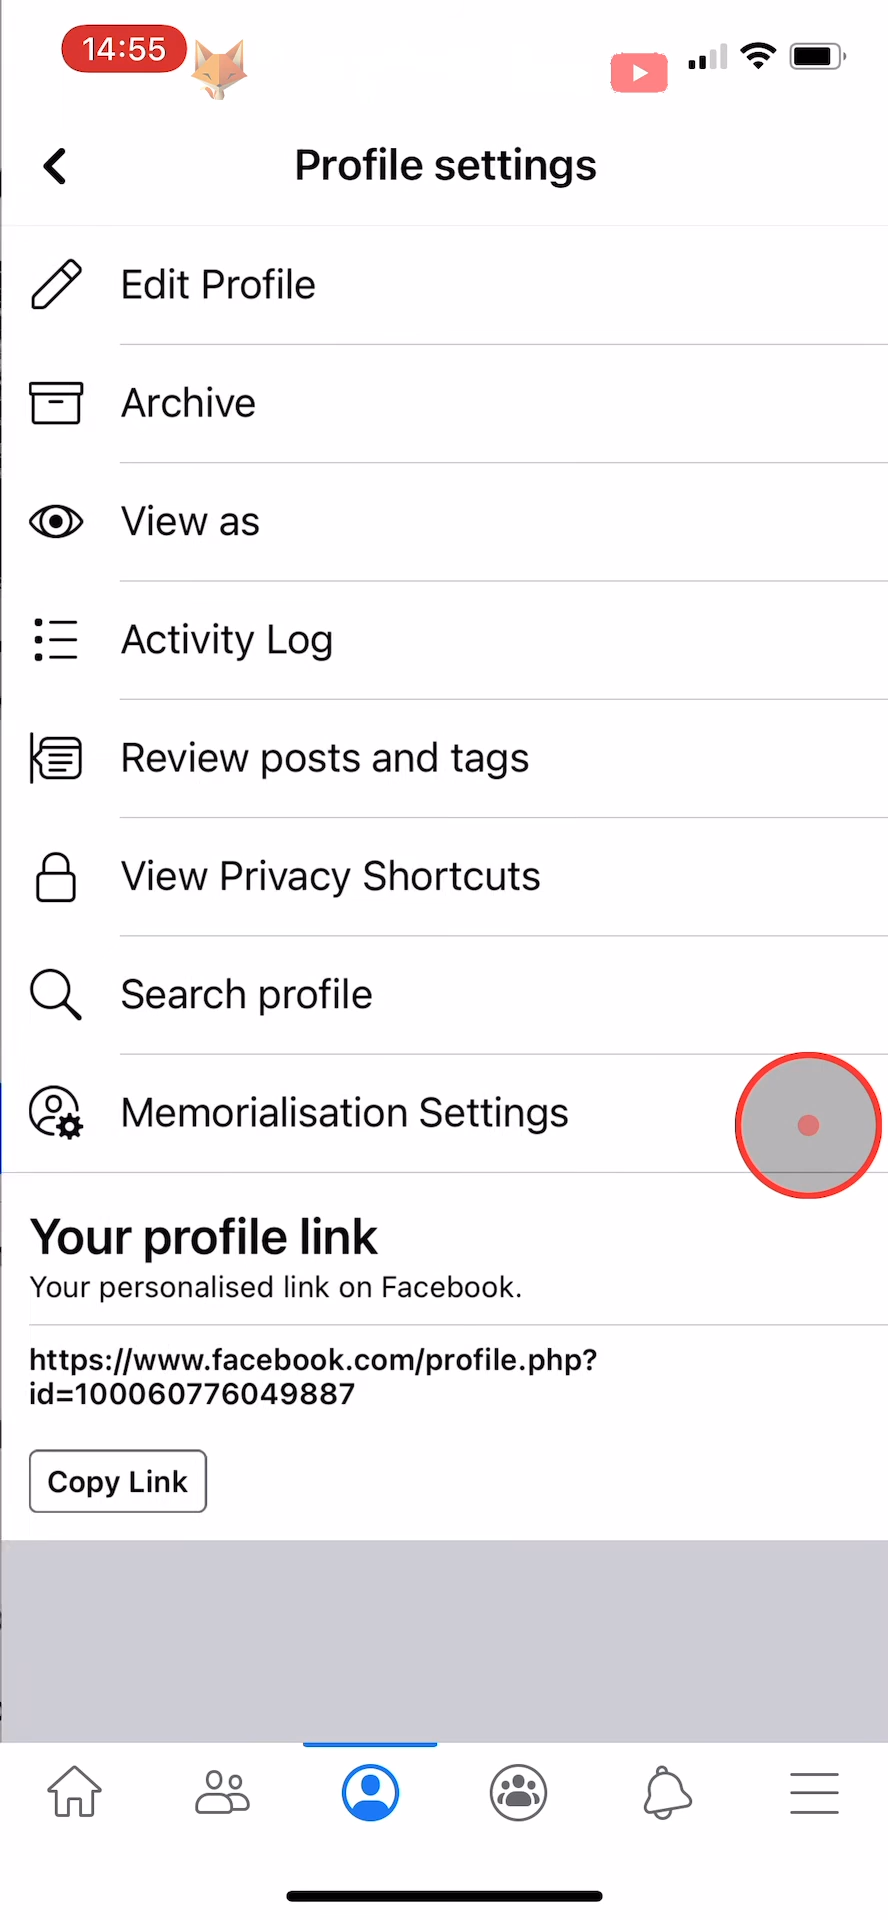 14:55
Profile settings
Edit Profile
Archive
View as
Activity Log
Review posts and tags
View Privacy Shortcuts
Search profile
Memorialisation Settings
Your profile link
Your personalised link on Facebook.
https://www.facebook.com/profile.php?
id=100060776049887
Copy Link